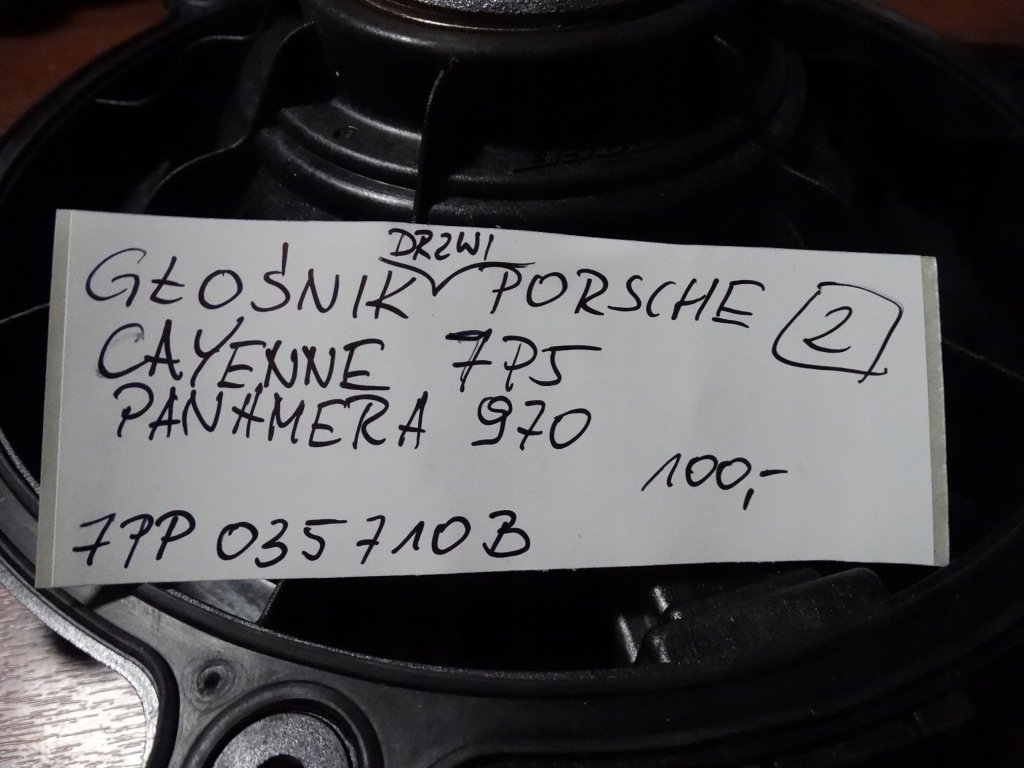 GŁOŚNIK DRZWI PORSCHE 2
CAYENNE 7P5
PANAMERA 970
100,-
7PP 035 710 B